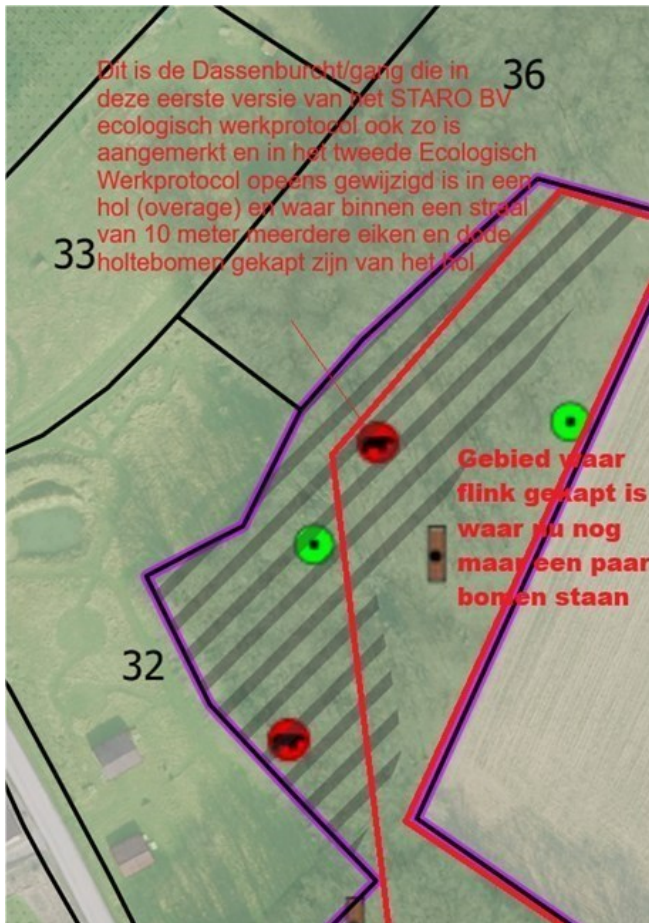 Dit is de Dassenburcht/gang die in
deze eerste versie van het STARO BV
ecologisch werkprotocol ook zo is
aangemerkt en in het tweede Ecologisch
Werkprotocol opeens gewijzigd is in een
hol (overage) en waar binnen een straal
van 10 meter meerdere eiken en dode
holtebomen gekapt zijn van het hol
36
33
Gebied waar
flink gekapt is
waar nu nog
maar een paar
bomen staan
32